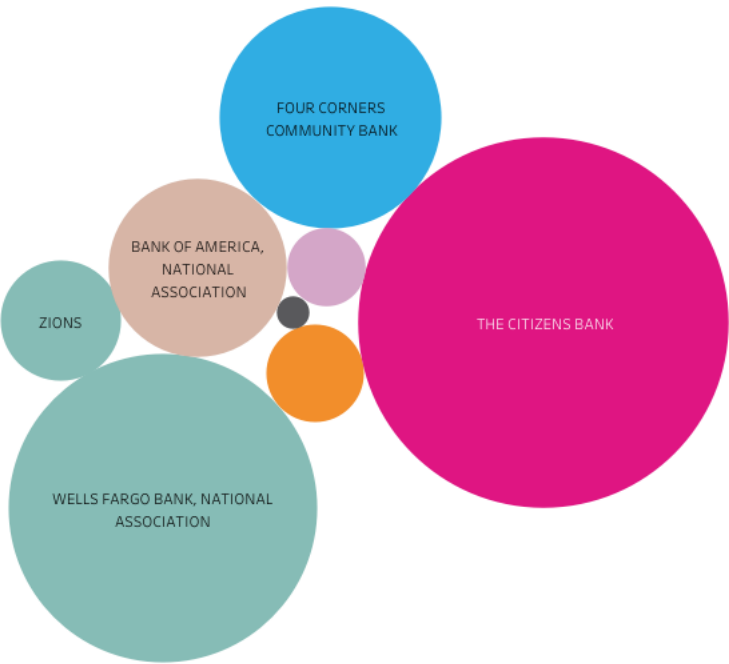 FOUR CORNERS
COMMUNITY BANK
BANK OF AMERICA,
NATIONAL
ASSOCIATION
ZIONS
THE CITIZENS BANK
WELLS FARGO BANK, NATIONAL
ASSOCIATION